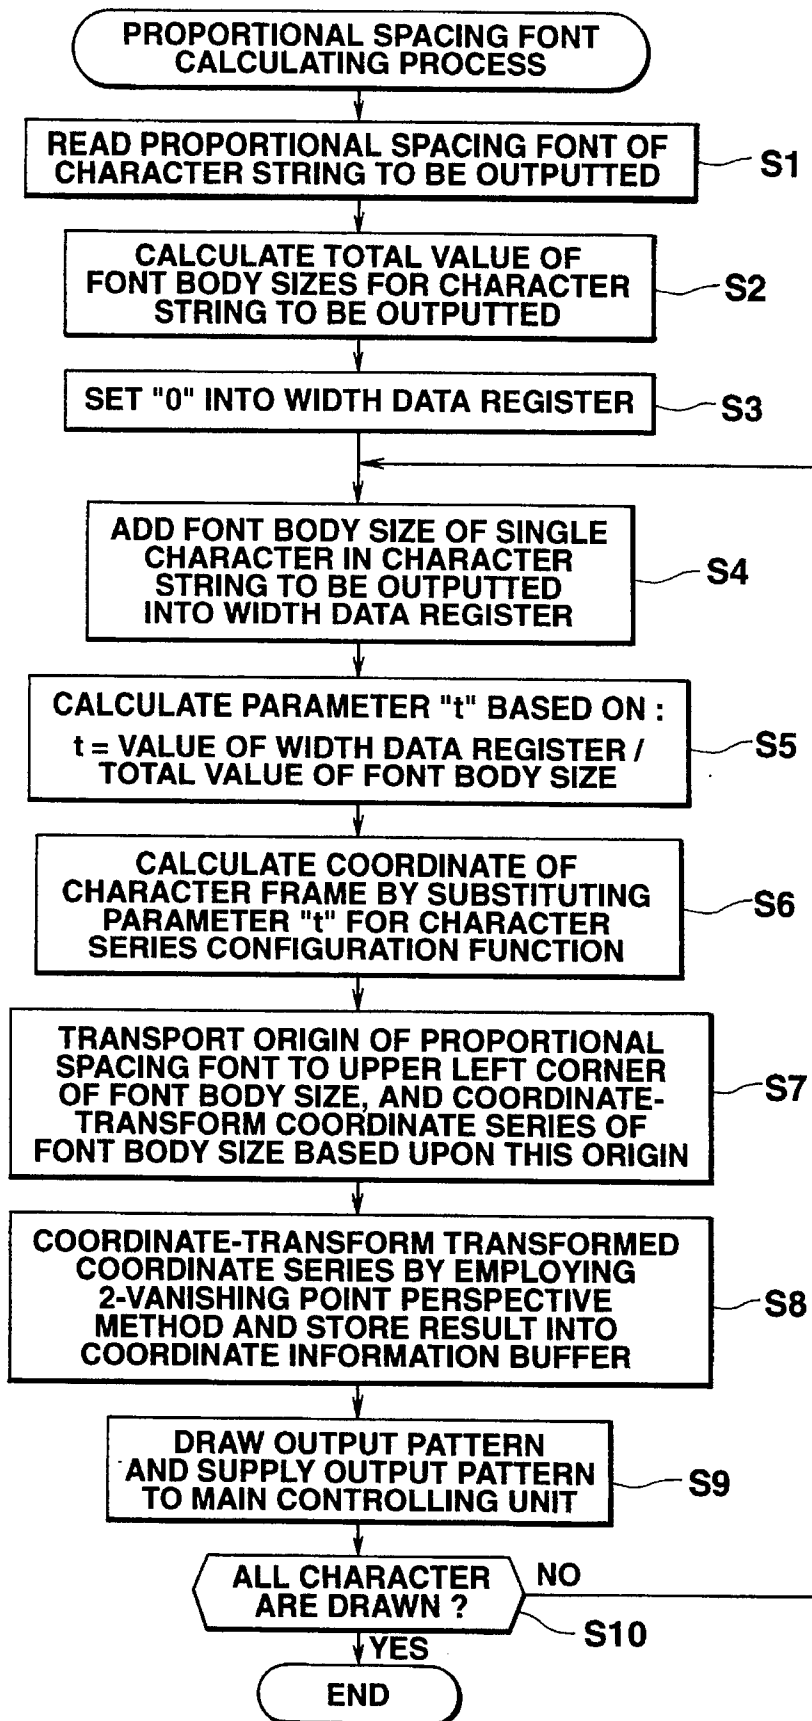 PROPORTIONAL SPACING FONT
CALCULATING PROCESS
READ PROPORTIONAL SPACING FONT OF
CHARACTER STRING TO BE OUTPUTTED
S1
CALCULATE TOTAL VALUE OF
FONT BODY SIZES FOR CHARACTER
STRING TO BE OUTPUTTED
S2
SET "0" INTO WIDTH DATA REGISTER
S3
ADD FONT BODY SIZE OF SINGLE
CHARACTER IN CHARACTER
STRING TO BE OUTPUTTED
INTO WIDTH DATA REGISTER
S4
CALCULATE PARAMETER "t" BASED ON :
t = VALUE OF WIDTH DATA REGISTER /
TOTAL VALUE OF FONT BODY SIZE
S5
CALCULATE COORDINATE OF
CHARACTER FRAME BY SUBSTITUTING
PARAMETER "t" FOR CHARACTER
SERIES CONFIGURATION FUNCTION
S6
TRANSPORT ORIGIN OF PROPORTIONAL
SPACING FONT TO UPPER LEFT CORNER
OF FONT BODY SIZE, AND COORDINATE-
TRANSFORM COORDINATE SERIES OF
FONT BODY SIZE BASED UPON THIS ORIGIN
S7
COORDINATE-TRANSFORM TRANSFORMED
COORDINATE SERIES BY EMPLOYING
2-VANISHING POINT PERSPECTIVE
METHOD AND STORE RESULT INTO
COORDINATE INFORMATION BUFFER
S8
DRAW OUTPUT PATTERN
AND SUPPLY OUTPUT PATTERN
TO MAIN CONTROLLING UNIT
S9
ALL CHARACTER
ARE DRAWN ?
NO
S10
YES
END